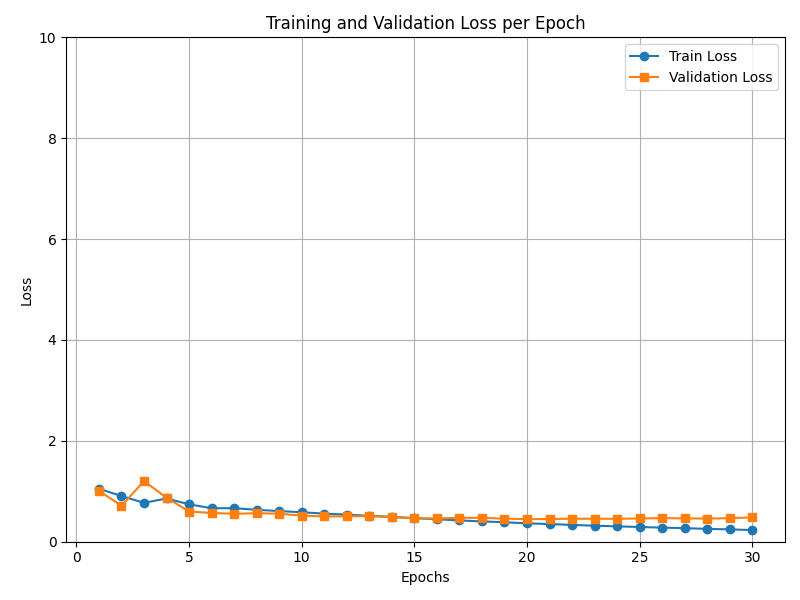 Training and Validation Loss per Epoch
Train Loss
Validation Loss
10
8
6
4
2
0
Loss
0 5 10 15 20 25 30
Epochs